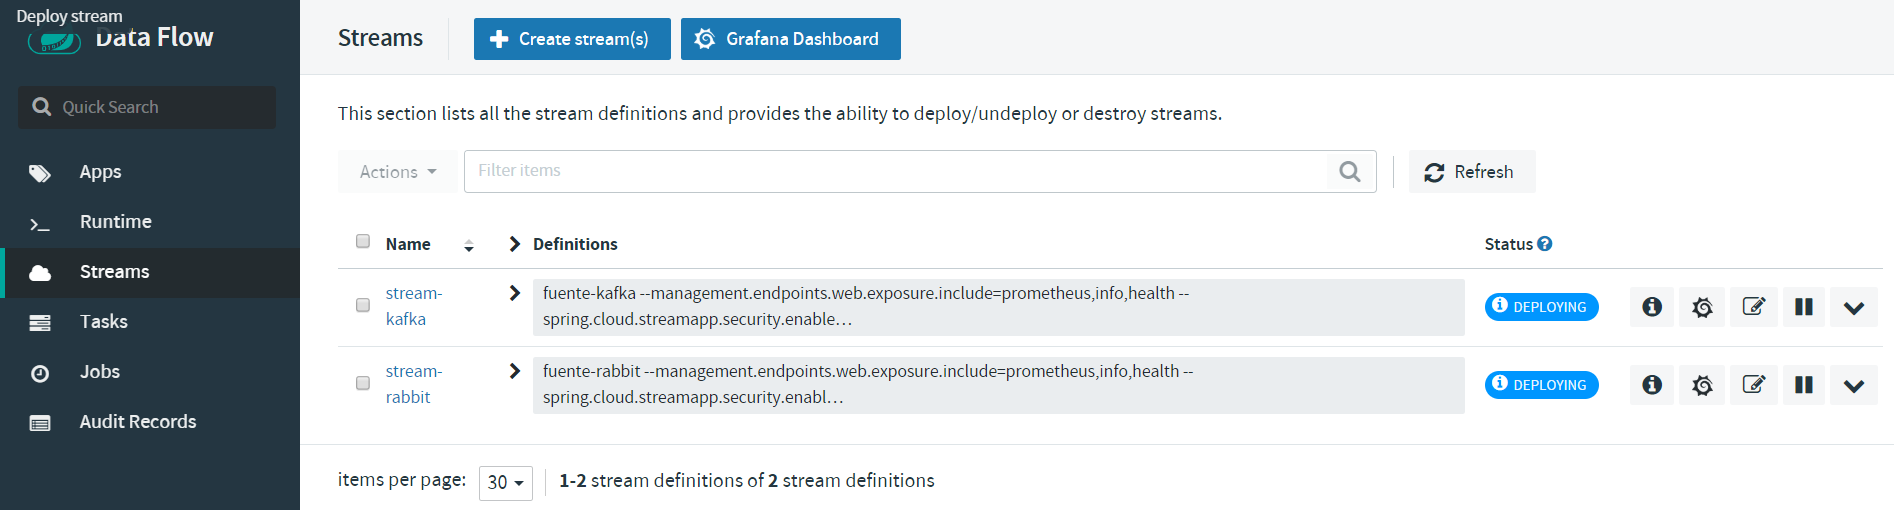 Deploy stream
Data Flow
Quick Search
Apps
Runtime
Streams
Tasks
Jobs
Audit Records
Streams
Create stream(s)
Grafana Dashboard
This section lists all the stream definitions and provides the ability to deploy/undeploy or destroy streams.
Actions
Filter items
Refresh
Name
Definitions
Status
stream-
kafka
fuente-kafka --management.endpoints.web.exposure.include=prometheus,info,health --
spring.cloud.streamapp.security.enable…
DEPLOYING
stream-
rabbit
fuente-rabbit --management.endpoints.web.exposure.include=prometheus,info,health --
spring.cloud.streamapp.security.enabl…
DEPLOYING
items per page: 30
1-2 stream definitions of 2 stream definitions